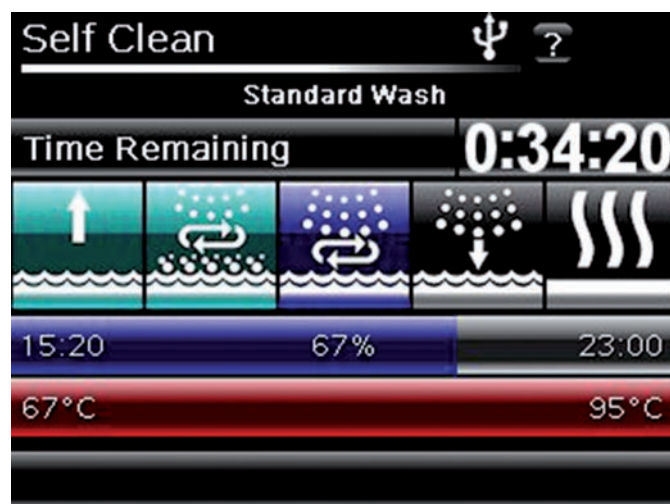 Self Clean ?
Standard Wash
Time Remaining 0:34:20
15:20 67% 23:00
67°C 95°C